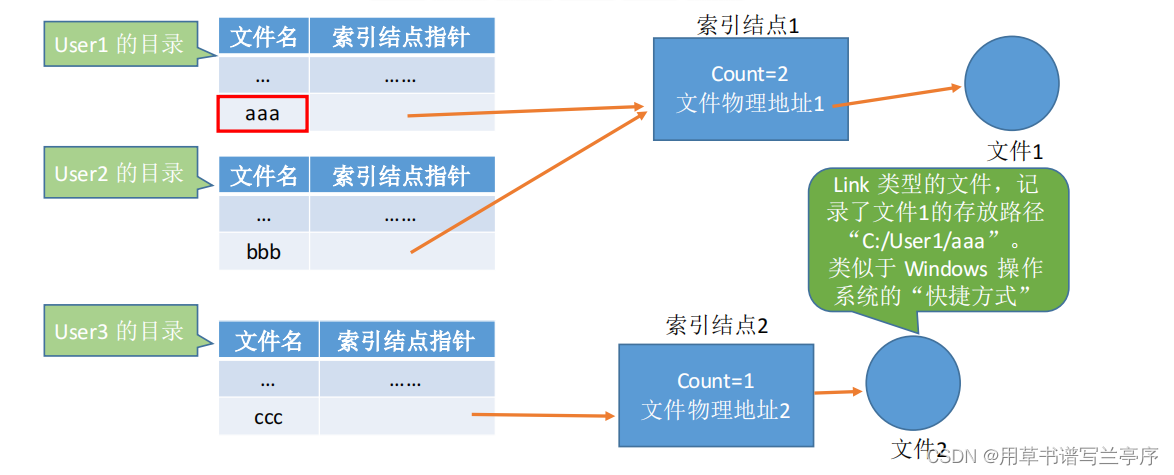 User1 的目录
文件名 索引结点指针
… ……
aaa
索引结点1
Count=2
文件物理地址1
文件1
User2 的目录
文件名 索引结点指针
… ……
bbb
Link 类型的文件，记
录了文件1的存放路径
“C:/User1/aaa”。
类似于 Windows 操作
系统的“快捷方式”
User3 的目录
文件名 索引结点指针
… ……
ccc
索引结点2
Count=1
文件物理地址2
文件2
CSDN @用草书谱写兰亭序